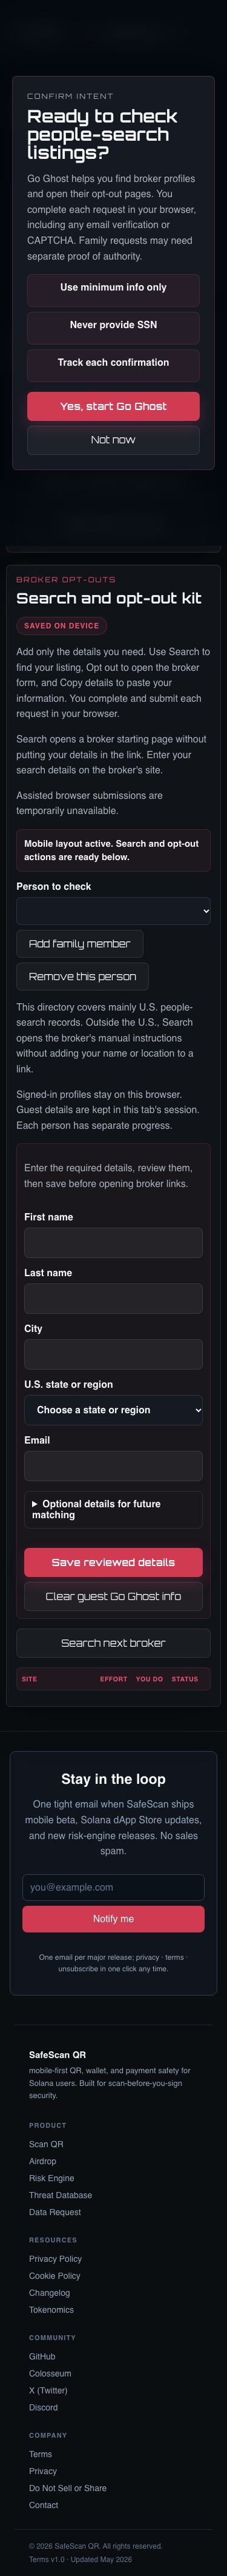 CONFIRM INTENT
Ready to check
people-search
listings?
Go Ghost helps you find broker profiles
and open their opt-out pages. You
complete each request in your browser,
including any email verification or
CAPTCHA. Family requests may need
separate proof of authority.
Use minimum info only
Never provide SSN
Track each confirmation
Yes, start Go Ghost
Not now
BROKER OPT-OUTS
Search and opt-out kit
SAVED ON DEVICE
Add only the details you need. Use Search to
find your listing, Opt out to open the broker
form, and Copy details to paste your
information. You complete and submit each
request in your browser.
Search opens a broker starting page without
putting your details in the link. Enter your
search details on the broker's site.
Assisted browser submissions are
temporarily unavailable.
Mobile layout active. Search and opt-out
actions are ready below.
Person to check
Add family member
Remove this person
This directory covers mainly U.S. people-
search records. Outside the U.S., Search
opens the broker's manual instructions
without adding your name or location to a
link.
Signed-in profiles stay on this browser.
Guest details are kept in this tab's session.
Each person has separate progress.
Enter the required details, review them,
then save before opening broker links.
First name
Last name
City
U.S. state or region
Choose a state or region
Email
Optional details for future
matching
Save reviewed details
Clear guest Go Ghost info
Search next broker
SITE EFFORT YOU DO STATUS
Stay in the loop
One tight email when SafeScan ships
mobile beta, Solana dApp Store updates,
and new risk-engine releases. No sales
spam.
you@example.com
Notify me
One email per major release; privacy · terms ·
unsubscribe in one click any time.
SafeScan QR
mobile-first QR, wallet, and payment safety for
Solana users. Built for scan-before-you-sign
security.
PRODUCT
Scan QR
Airdrop
Risk Engine
Threat Database
Data Request
RESOURCES
Privacy Policy
Cookie Policy
Changelog
Tokenomics
COMMUNITY
GitHub
Colosseum
X (Twitter)
Discord
COMPANY
Terms
Privacy
Do Not Sell or Share
Contact
© 2026 SafeScan QR. All rights reserved.
Terms v1.0 · Updated May 2026